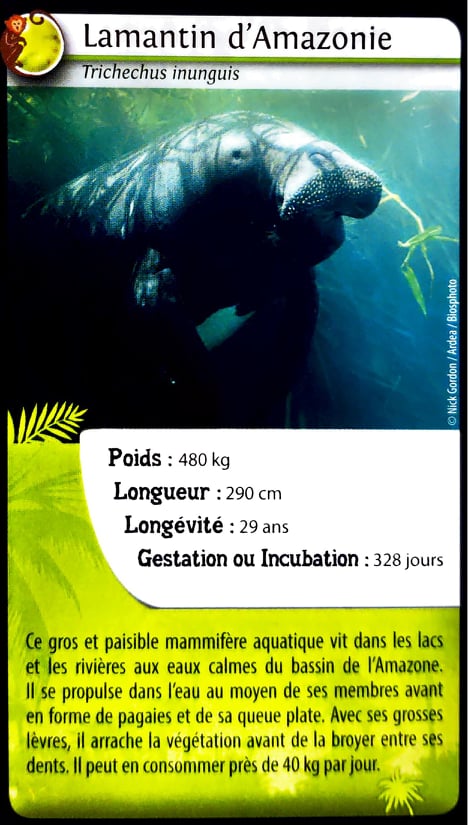 Lamantin d'Amazonie
Trichechus inunguis
© Nick Gordon / Ardea / Biosphoto
Poids : 480 kg
Longueur : 290 cm
Longévité : 29 ans
Gestation ou Incubation : 328 jours
Ce gros et paisible mammifère aquatique vit dans les lacs
et les rivières aux eaux calmes du bassin de l'Amazone.
Il se propulse dans l'eau au moyen de ses membres avant
en forme de pagaies et de sa queue plate. Avec ses grosses
lèvres, il arrache la végétation avant de la broyer entre ses
dents. Il peut en consommer près de 40 kg par jour.